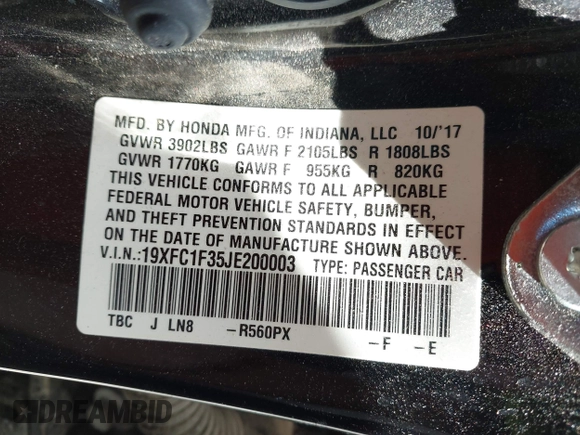 MFD. BY HONDA MFG. OF INDIANA, LLC 10/'17
GVWR 3902LBS GAWR F 2105LBS R 1808LBS
GVWR 1770KG GAWR F 955KG R 820KG
THIS VEHICLE CONFORMS TO ALL APPLICABLE
FEDERAL MOTOR VEHICLE SAFETY, BUMPER,
AND THEFT PREVENTION STANDARDS IN EFFECT
ON THE DATE OF MANUFACTURE SHOWN ABOVE.
V.I.N.:19XFC1F35JE200003 TYPE: PASSENGER CAR
TBC J LN8 -R560PX -F -E
DREAMBID